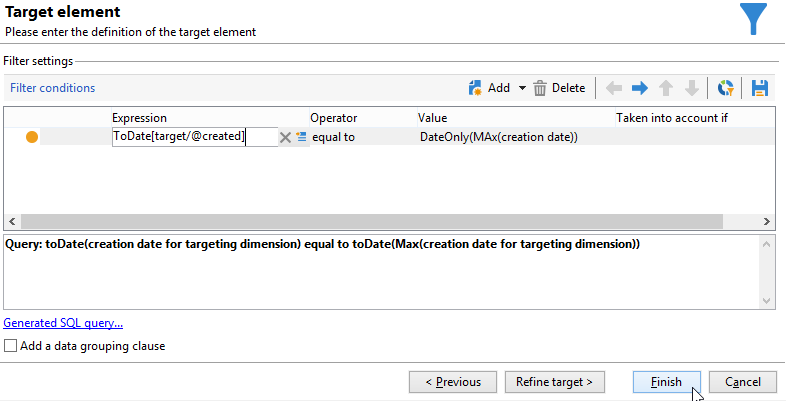 Target element
Please enter the definition of the target element
Filter settings
Filter conditions Add Delete
Expression Operator Value Taken into account if
ToDate[target/@created] equal to DateOnly(MAx(creation date))
Query: toDate(creation date for targeting dimension) equal to toDate(Max(creation date for targeting dimension))
Generated SQL query...
Add a data grouping clause
< Previous Refine target > Finish Cancel